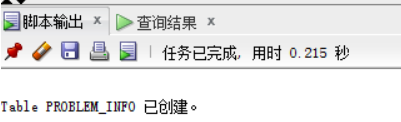 脚本输出 × 查询结果 ×
任务已完成, 用时 0.215 秒
Table PROBLEM_INFO 已创建。